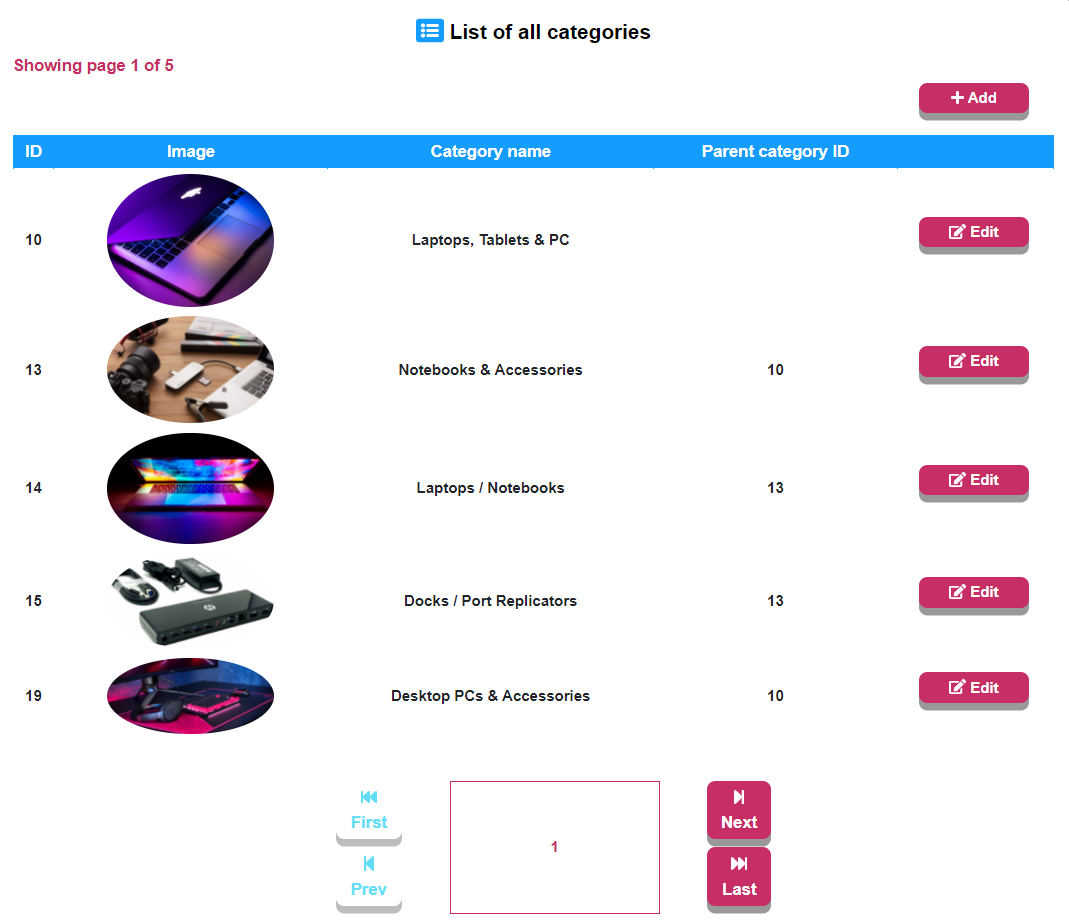 List of all categories
Showing page 1 of 5
Add
ID Image Category name Parent category ID
10 Laptops, Tablets & PC Edit
13 Notebooks & Accessories 10 Edit
14 Laptops / Notebooks 13 Edit
15 Docks / Port Replicators 13 Edit
19 Desktop PCs & Accessories 10 Edit
First
Prev
1
Next
Last